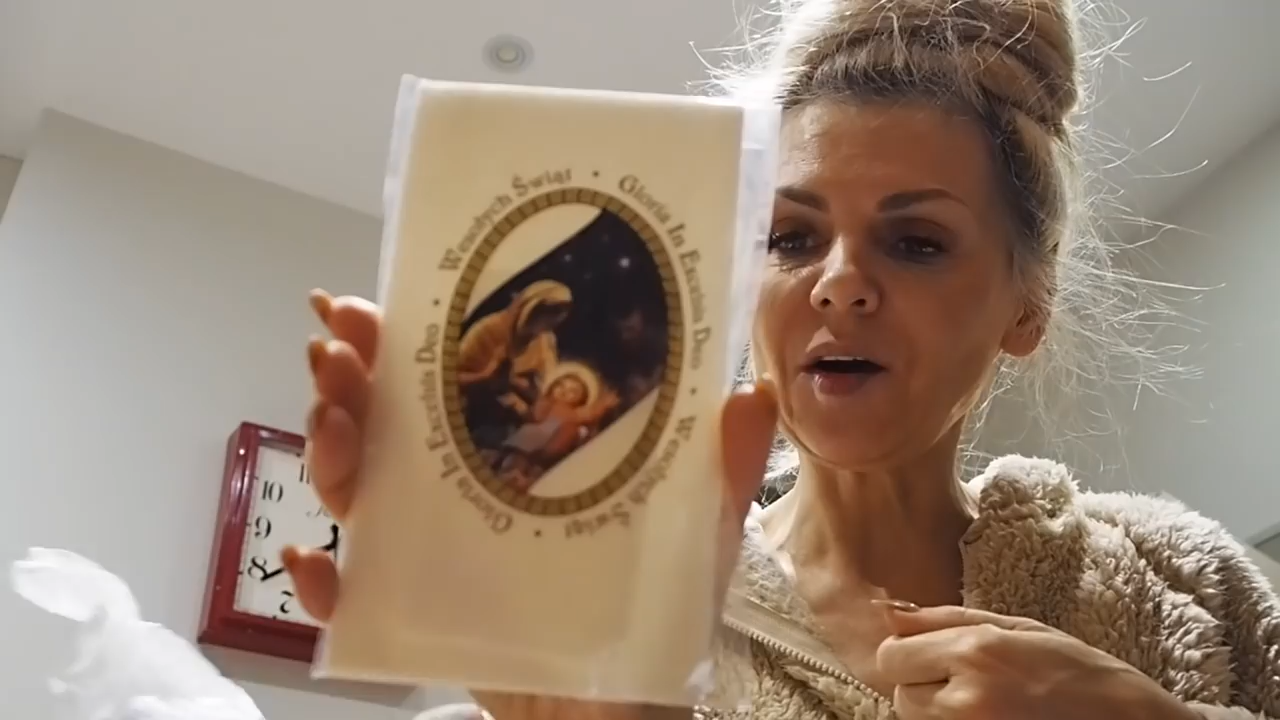 Wesołych Świąt • Gloria In Excelsis Deo • Wesołych Świąt • Gloria In Excelsis Deo •
10
9
8
7